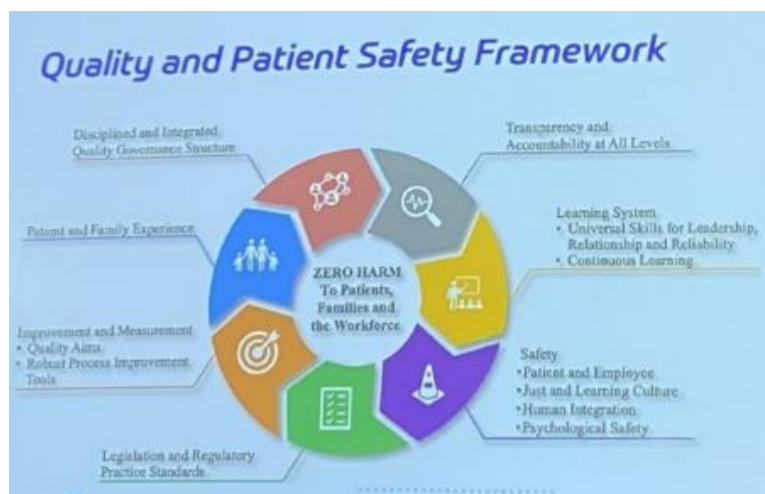 Quality and Patient Safety Framework
Disciplined and Integrated
Quality Governance Structure
Transparency and
Accountability at All Levels
Patient and Family Experience
Learning System
• Universal Skills for Leadership,
Relationship and Reliability
• Continuous Learning
ZERO HARM
To Patients,
Families and
the Workforce
Improvement and Measurement
• Quality Aims
• Robust Process Improvement
Tools
Safety
•Patient and Employee
•Just and Learning Culture
•Human Integration
•Psychological Safety
Legislation and Regulatory
Practice Standards